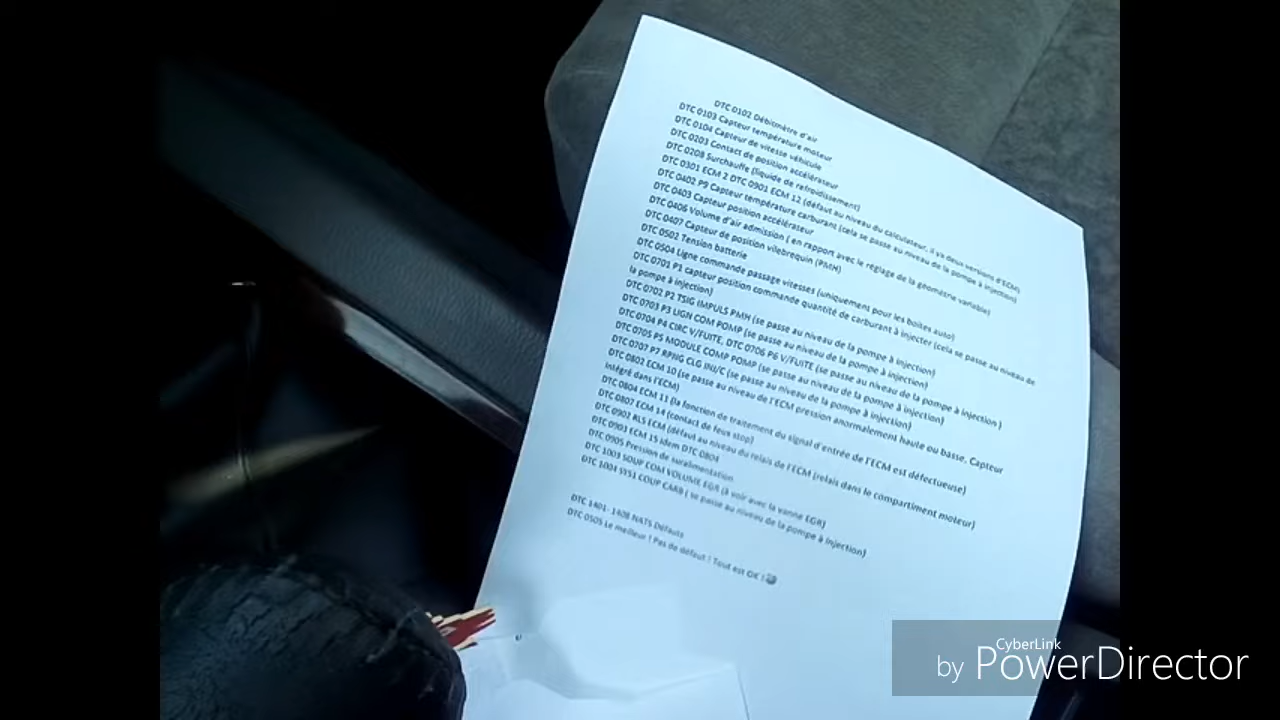 DTC 0102 Débitmètre d'air
DTC 0103 Capteur température moteur
DTC 0104 Capteur de vitesse véhicule
DTC 0203 Contact de position accélérateur
DTC 0208 Surchauffe (liquide de refroidissement)
DTC 0301 ECM 2 DTC 0901 ECM 12 (défaut au niveau du calculateur, il ya deux versions d'ECM)
DTC 0402 P9 Capteur température carburant (cela se passe au niveau de la pompe à injection)
DTC 0403 Capteur position accélérateur
DTC 0406 Volume d'air admission ( en rapport avec le réglage de la géométrie variable)
DTC 0407 Capteur de position vilebrequin (PMH)
DTC 0502 Tension batterie
DTC 0504 Ligne commande passage vitesses (uniquement pour les boites auto)
DTC 0701 P1 capteur position commande quantité de carburant à injecter (cela se passe au niveau de
la pompe à injection)
DTC 0702 P2 TSIG IMPULS PMH (se passe au niveau de la pompe à injection)
DTC 0703 P3 LIGN COM POMP (se passe au niveau de la pompe à injection)
DTC 0704 P4 CIRC V/FUITE, DTC 0706 P6 V/FUITE (se passe au niveau de la pompe à injection )
DTC 0705 P5 MODULE COMP POMP (se passe au niveau de la pompe à injection)
DTC 0707 P7 RPNG CLG INJ/C (se passe au niveau de la pompe à injection)
DTC 0802 ECM 10 (se passe au niveau de l'ECM pression anormalement haute ou basse, Capteur
intégré dans l'ECM)
DTC 0804 ECM 11 (la fonction de traitement du signal d'entrée de l'ECM est défectueuse)
DTC 0807 ECM 14 (contact de feux stop)
DTC 0902 RLS ECM (défaut au niveau du relais de l'ECM (relais dans le compartiment moteur)
DTC 0903 ECM 15 idem DTC 0804
DTC 0905 Pression de suralimentation
DTC 1003 SOUP COM VOLUME EGR (à voir avec la vanne EGR)
DTC 1004 SYS1 COUP CARB ( se passe au niveau de la pompe à injection)
DTC 1401- 1408 NATS Défauts
DTC 0505 Le meilleur ! Pas de défaut ! Tout est OK !
CyberLink
by PowerDirector